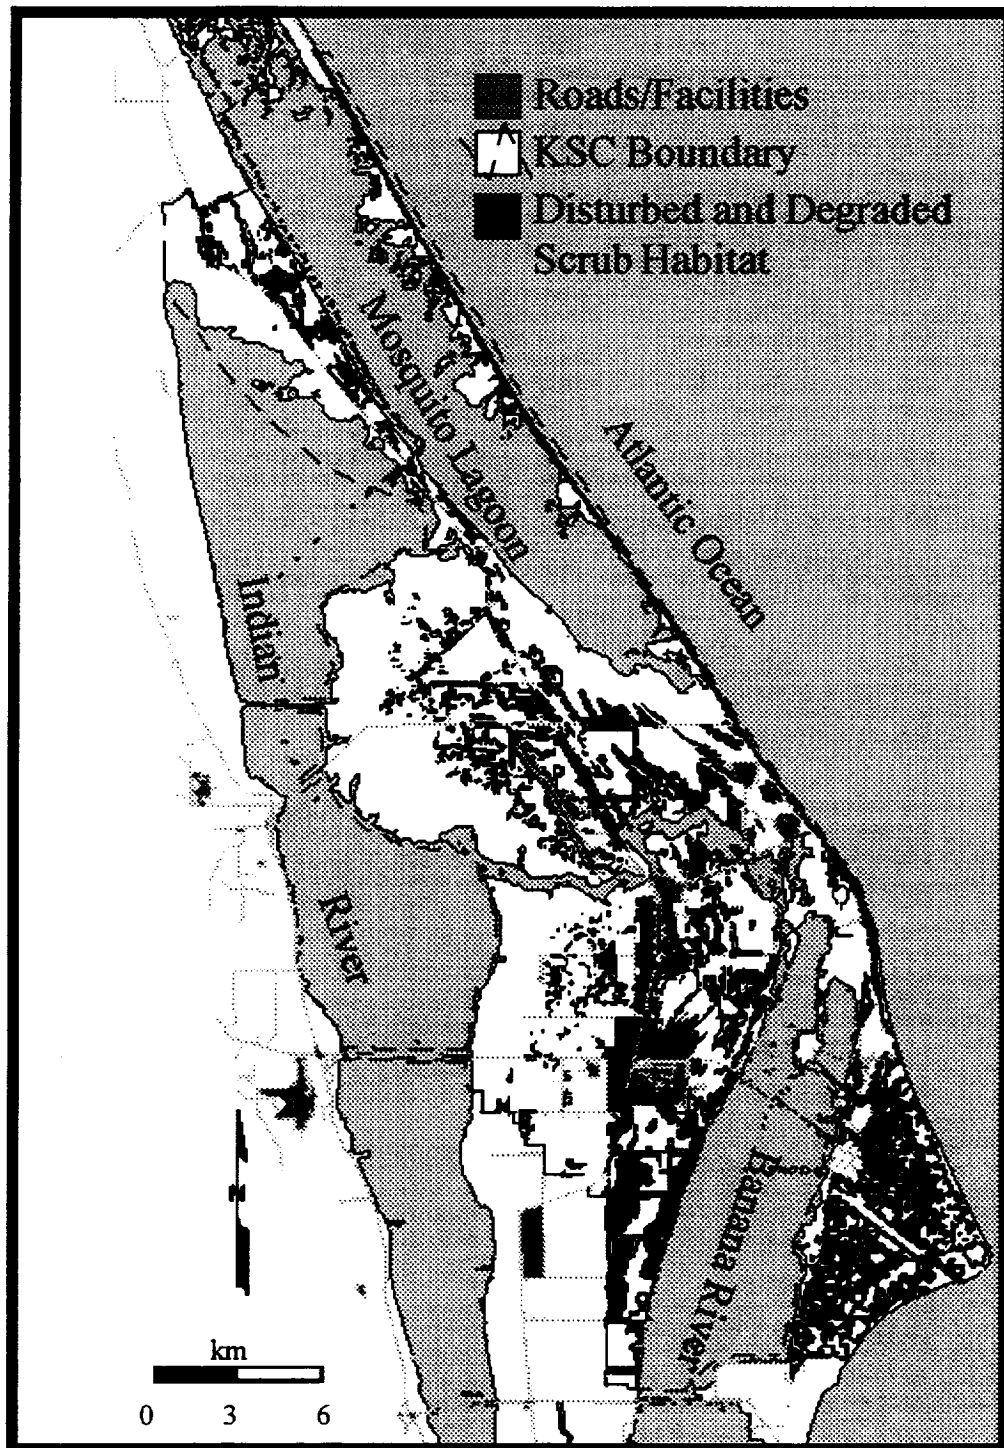 Roads/Facilities
KSC Boundary
Disturbed and Degraded
Scrub Habitat
Mosquito Lagoon
Atlantic Ocean
Indian
River
Banana River
N
km
0 3 6